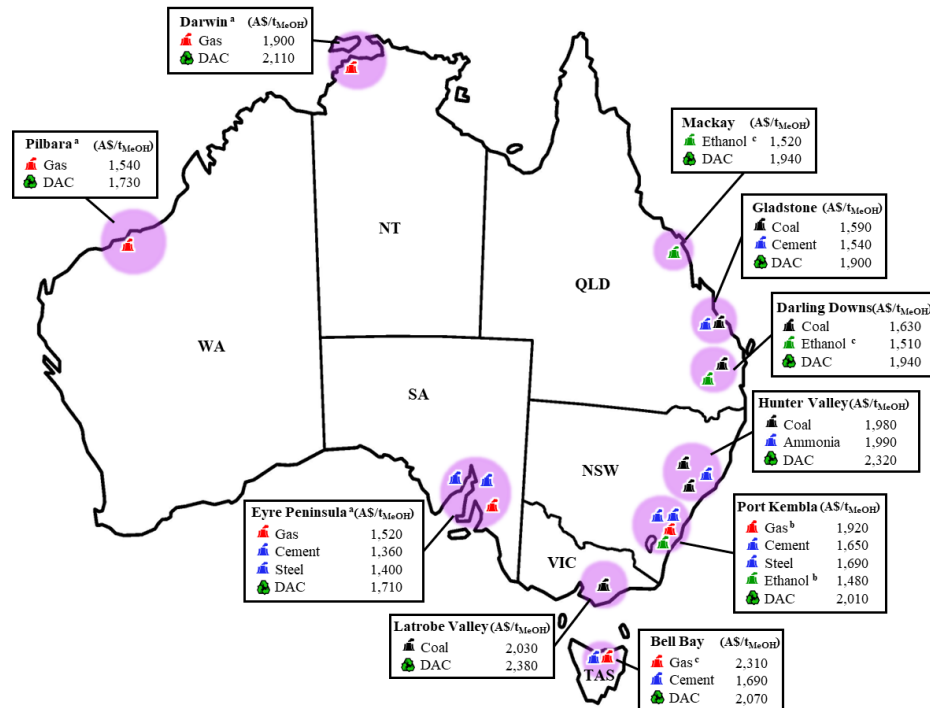 Darwin a (A$/tMeOH)
Gas 1,900
DAC 2,110
Pilbara a (A$/tMeOH)
Gas 1,540
DAC 1,730
Mackay (A$/tMeOH)
Ethanol c 1,520
DAC 1,940
Gladstone (A$/tMeOH)
Coal 1,590
Cement 1,540
DAC 1,900
Darling Downs(A$/tMeOH)
Coal 1,630
Ethanol c 1,510
DAC 1,940
Hunter Valley(A$/tMeOH)
Coal 1,980
Ammonia 1,990
DAC 2,320
Port Kembla (A$/tMeOH)
Gas b 1,920
Cement 1,650
Steel 1,690
Ethanol b 1,480
DAC 2,010
Eyre Peninsula a (A$/tMeOH)
Gas 1,520
Cement 1,360
Steel 1,400
DAC 1,710
Latrobe Valley(A$/tMeOH)
Coal 2,030
DAC 2,380
Bell Bay (A$/tMeOH)
Gas c 2,310
Cement 1,690
DAC 2,070
NT
QLD
WA
SA
NSW
VIC
TAS